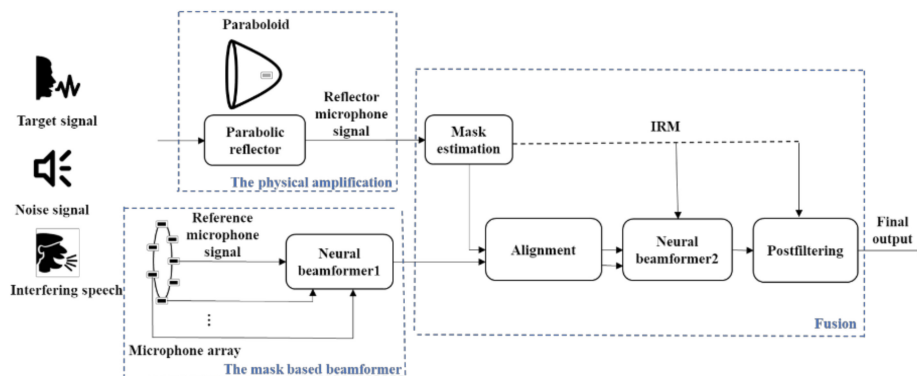 Paraboloid
Target signal
Parabolic
reflector
Reflector
microphone
signal
The physical amplification
Mask
estimation
IRM
Noise signal
Interfering speech
Reference
microphone
signal
Neural
beamformer1
Microphone array
The mask based beamformer
Alignment
Neural
beamformer2
Postfiltering
Final
output
Fusion